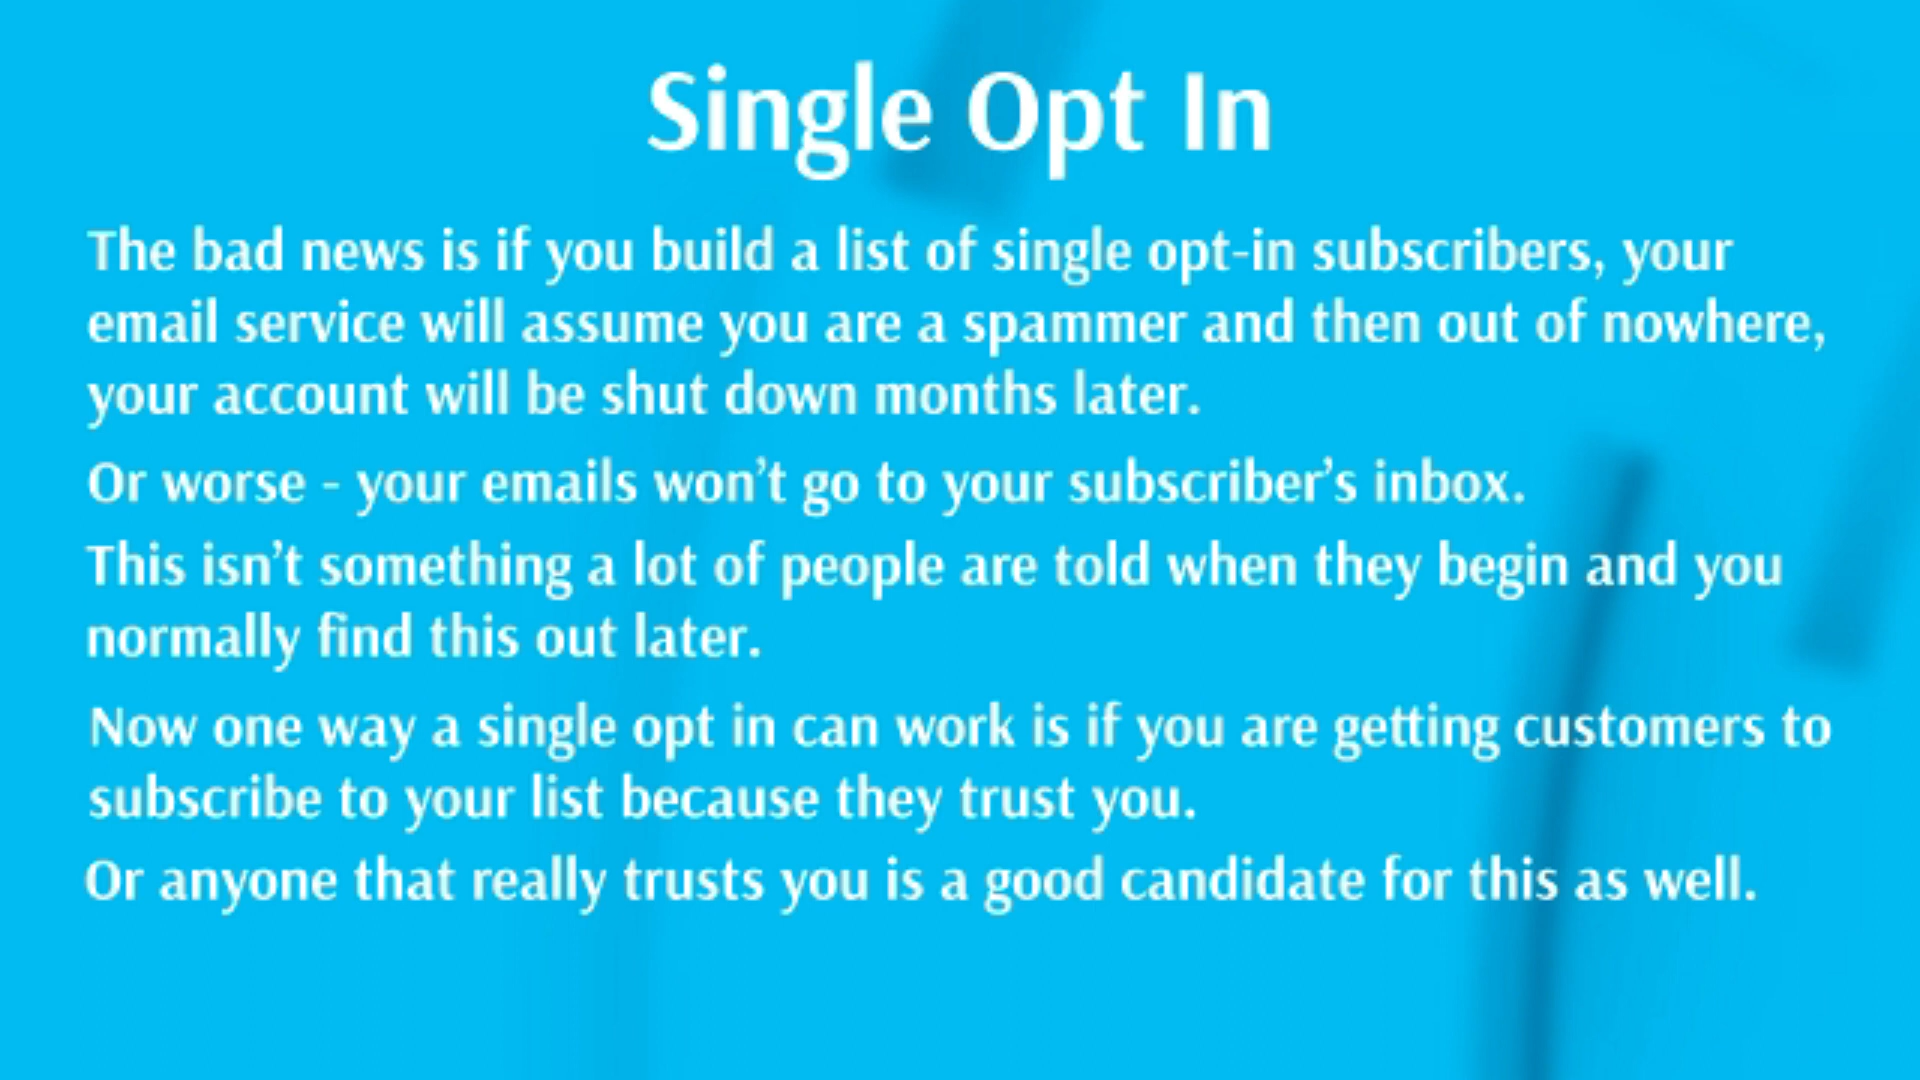 Single Opt In
The bad news is if you build a list of single opt-in subscribers, your
email service will assume you are a spammer and then out of nowhere,
your account will be shut down months later.
Or worse - your emails won’t go to your subscriber’s inbox.
This isn’t something a lot of people are told when they begin and you
normally find this out later.
Now one way a single opt in can work is if you are getting customers to
subscribe to your list because they trust you.
Or anyone that really trusts you is a good candidate for this as well.